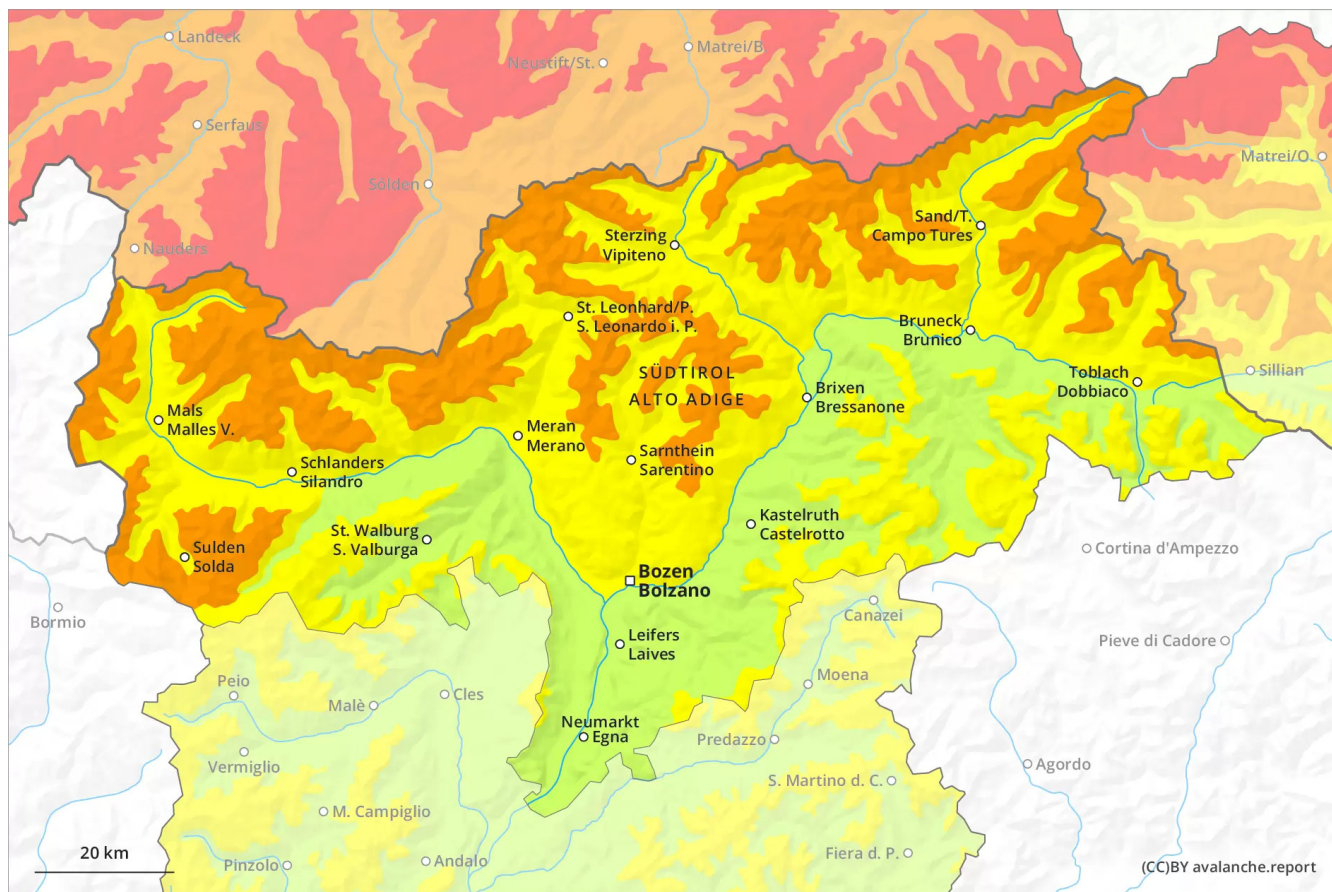 Landeck
Matrei/B.
Neustift/St.
Serfaus
Matrei/O.
Sölden
Sand/T.
Campo Tures
Nauders
Sterzing
Vipiteno
St. Leonhard/P.
S. Leonardo i. P.
Bruneck
Brunico
SÜDTIROL
ALTO ADIGE
Toblach
Dobbiaco
Sillian
Brixen
Bressanone
Mals
Malles V.
Meran
Merano
Sarnthein
Sarentino
Schlanders
Silandro
Kastelruth
Castelrotto
St. Walburg
S. Valburga
Cortina d'Ampezzo
Sulden
Solda
Bozen
Bolzano
Bormio
Canazei
Leifers
Laives
Pieve di Cadore
Peio
Malè
Cles
Moena
Neumarkt
Egna
Predazzo
Vermiglio
Agordo
S. Martino d. C.
M. Campiglio
20 km
Pinzolo
Andalo
Fiera d. P.
(CC)BY avalanche.report